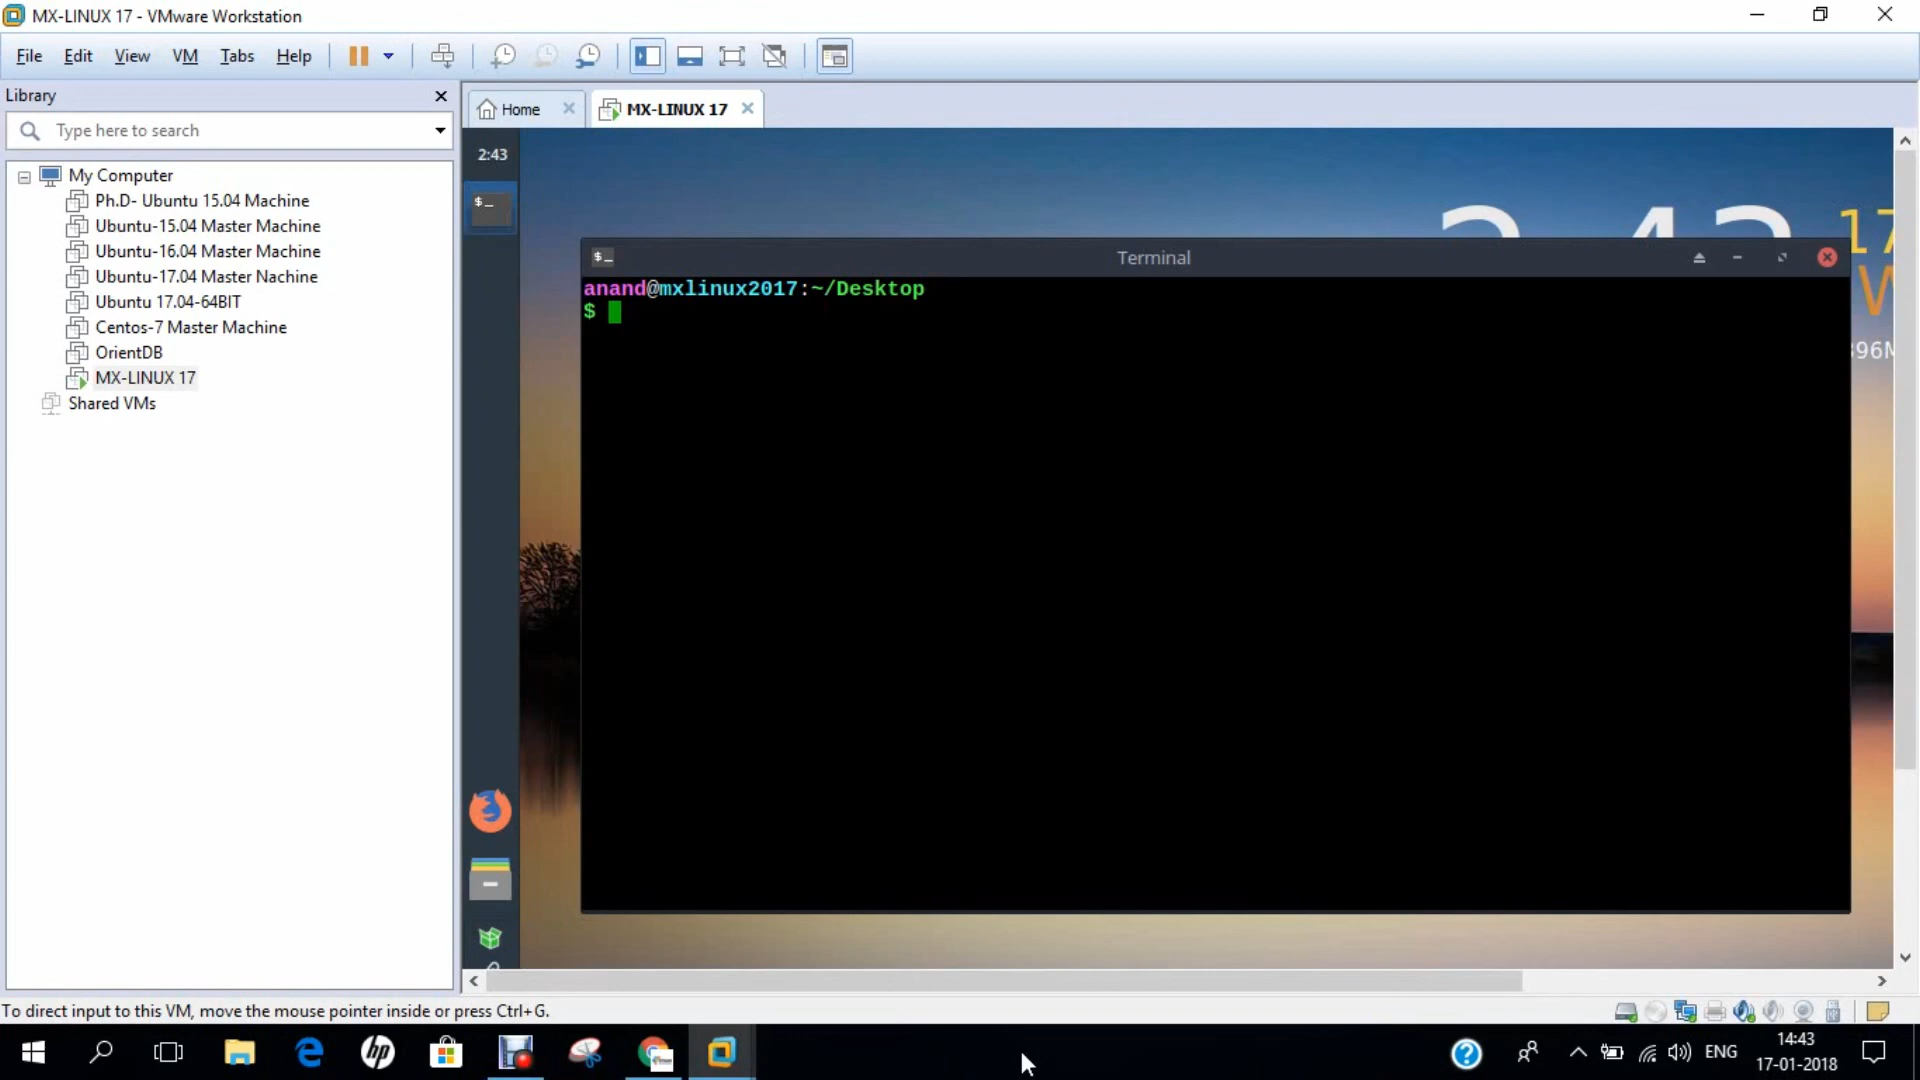 MX-LINUX 17 - VMware Workstation
File Edit View VM Tabs Help
Library
Type here to search
My Computer
Ph.D- Ubuntu 15.04 Machine
Ubuntu-15.04 Master Machine
Ubuntu-16.04 Master Machine
Ubuntu-17.04 Master Nachine
Ubuntu 17.04-64BIT
Centos-7 Master Machine
OrientDB
MX-LINUX 17
Shared VMs
Home
MX-LINUX 17
2:43
$_
17
W
96M
$_ Terminal
anand@mxlinux2017:~/Desktop
$
To direct input to this VM, move the mouse pointer inside or press Ctrl+G.
hp
ENG
14:43
17-01-2018